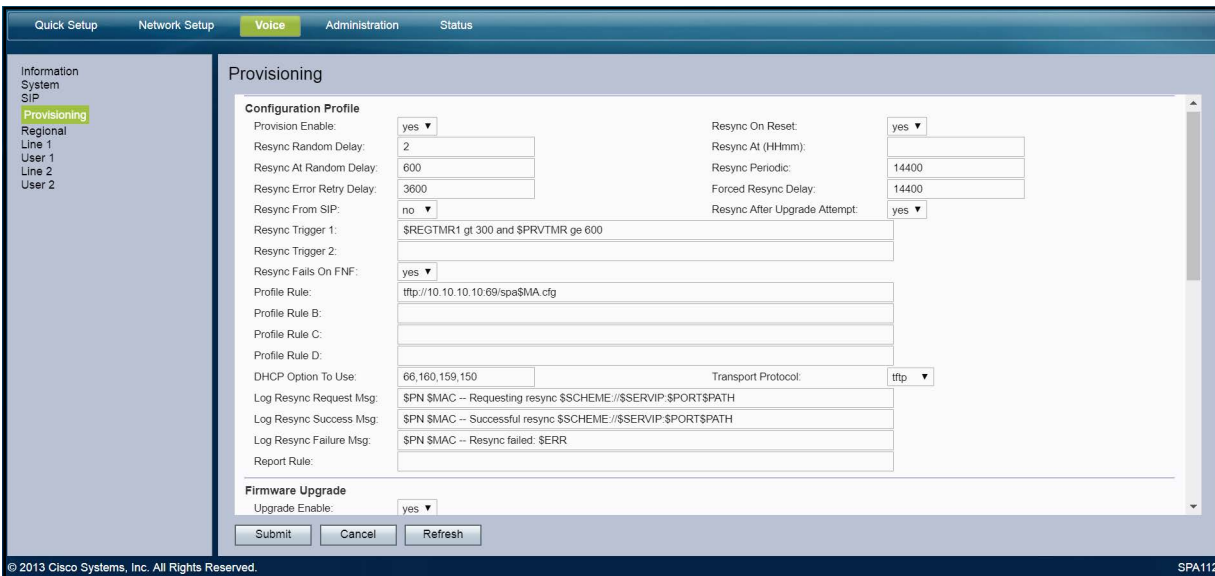 Quick Setup Network Setup Voice Administration Status
Information
System
SIP
Provisioning
Regional
Line 1
User 1
Line 2
User 2
Provisioning
Configuration Profile
Provision Enable: yes Resync On Reset: yes
Resync Random Delay: 2 Resync At (HHmm):
Resync At Random Delay: 600 Resync Periodic: 14400
Resync Error Retry Delay: 3600 Forced Resync Delay: 14400
Resync From SIP: no Resync After Upgrade Attempt: yes
Resync Trigger 1: $REGTMR1 gt 300 and $PRVTMR ge 600
Resync Trigger 2:
Resync Fails On FNF: yes
Profile Rule: tftp://10.10.10.10:69/spa$MA.cfg
Profile Rule B:
Profile Rule C:
Profile Rule D:
DHCP Option To Use: 66,160,159,150 Transport Protocol: tftp
Log Resync Request Msg: $PN $MAC -- Requesting resync $SCHEME://$SERVIP:$PORT$PATH
Log Resync Success Msg: $PN $MAC -- Successful resync $SCHEME://$SERVIP:$PORT$PATH
Log Resync Failure Msg: $PN $MAC -- Resync failed: $ERR
Report Rule:
Firmware Upgrade
Upgrade Enable: yes
Submit Cancel Refresh
© 2013 Cisco Systems, Inc. All Rights Reserved. SPA112